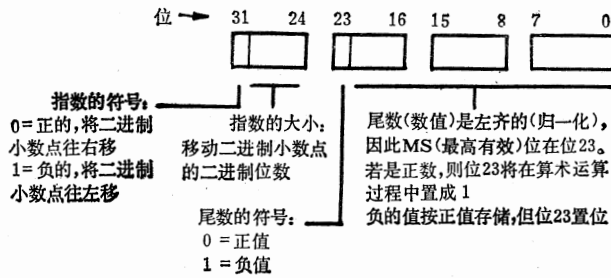 位 → 31 24 23 16 15 8 7 0
指数的符号:
0=正的,将二进制
小数点往右移
1=负的,将二进制
小数点往左移
指数的大小:
移动二进制小数点
的二进制位数
尾数的符号:
0 =正值
1 =负值
尾数(数值)是左齐的(归一化),
因此MS(最高有效)位在位23。
若是正数,则位23将在算术运算
过程中置成 1
负的值按正值存储,但位23置位